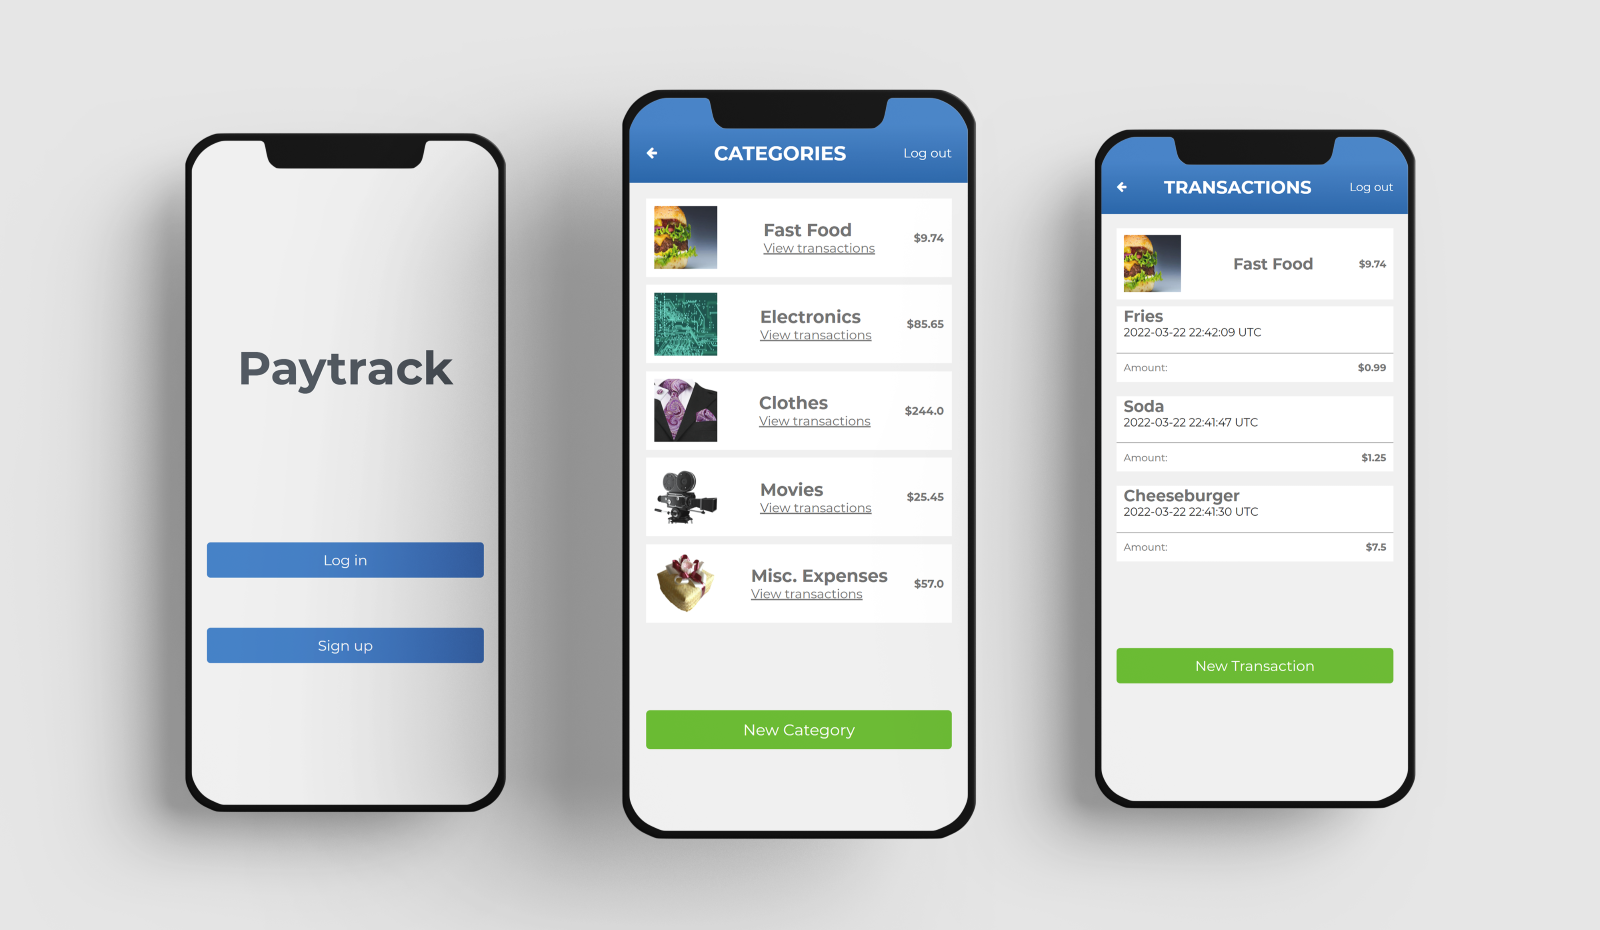 Paytrack
Log in
Sign up
CATEGORIES
Log out
Fast Food
View transactions
$9.74
Electronics
View transactions
$85.65
Clothes
View transactions
$244.0
Movies
View transactions
$25.45
Misc. Expenses
View transactions
$57.0
New Category
TRANSACTIONS
Log out
Fast Food
$9.74
Fries
2022-03-22 22:42:09 UTC
Amount:
$0.99
Soda
2022-03-22 22:41:47 UTC
Amount:
$1.25
Cheeseburger
2022-03-22 22:41:30 UTC
Amount:
$7.5
New Transaction